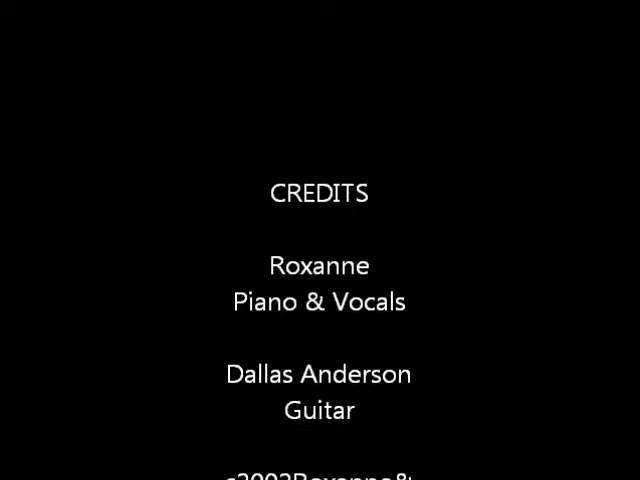 CREDITS
Roxanne
Piano & Vocals
Dallas Anderson
Guitar